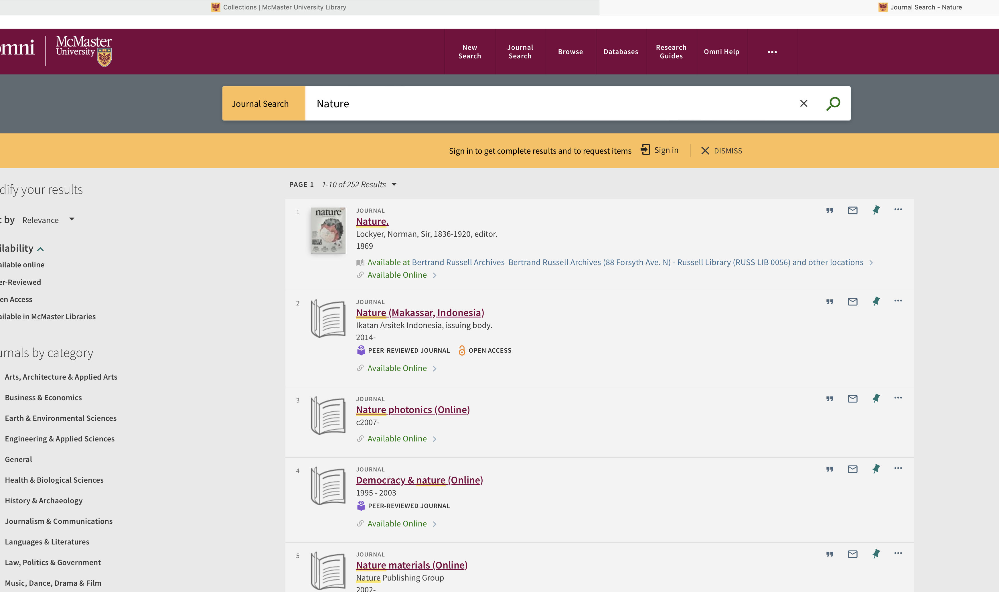 Collections | McMaster University Library
Journal Search - Nature
omni
McMaster
University
New Search
Journal Search
Browse
Databases
Research Guides
Omni Help
Journal Search
Nature
Sign in to get complete results and to request items
Sign in
DISMISS
dify your results
t by Relevance
ilability
ailable online
er-Reviewed
en Access
ailable in McMaster Libraries
urnals by category
Arts, Architecture & Applied Arts
Business & Economics
Earth & Environmental Sciences
Engineering & Applied Sciences
General
Health & Biological Sciences
History & Archaeology
Journalism & Communications
Languages & Literatures
Law, Politics & Government
Music, Dance, Drama & Film
PAGE 1 1-10 of 252 Results
1
nature
SECRETS OF
PREGNANCY
JOURNAL
Nature.
Lockyer, Norman, Sir, 1836-1920, editor.
1869
Available at Bertrand Russell Archives Bertrand Russell Archives (88 Forsyth Ave. N) - Russell Library (RUSS LIB 0056) and other locations
Available Online
2
JOURNAL
Nature (Makassar, Indonesia)
Ikatan Arsitek Indonesia, issuing body.
2014-
PEER-REVIEWED JOURNAL OPEN ACCESS
Available Online
3
JOURNAL
Nature photonics (Online)
c2007-
Available Online
4
JOURNAL
Democracy & nature (Online)
1995 - 2003
PEER-REVIEWED JOURNAL
Available Online
5
JOURNAL
Nature materials (Online)
Nature Publishing Group
2002-